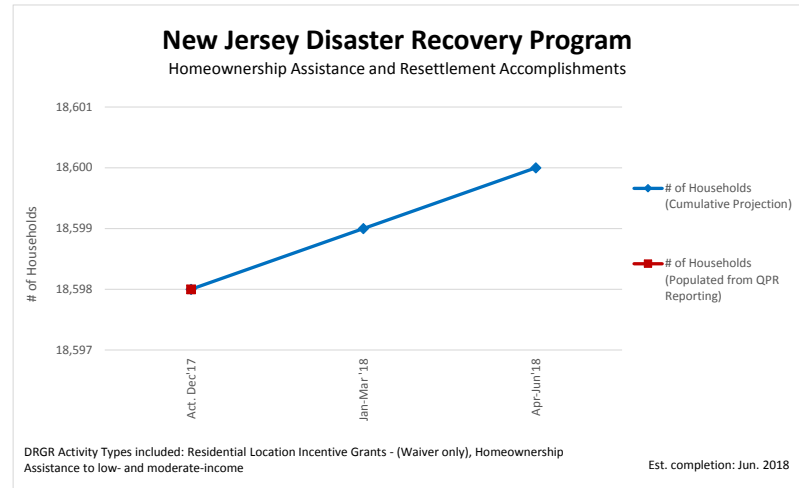 New Jersey Disaster Recovery Program
Homeownership Assistance and Resettlement Accomplishments
18,601
18,600
18,599
18,598
18,597
# of Households
Act. Dec'17
Jan-Mar '18
Apr-Jun'18
# of Households
(Cumulative Projection)
# of Households
(Populated from QPR
Reporting)
DRGR Activity Types included: Residential Location Incentive Grants - (Waiver only), Homeownership
Assistance to low- and moderate-income
Est. completion: Jun. 2018